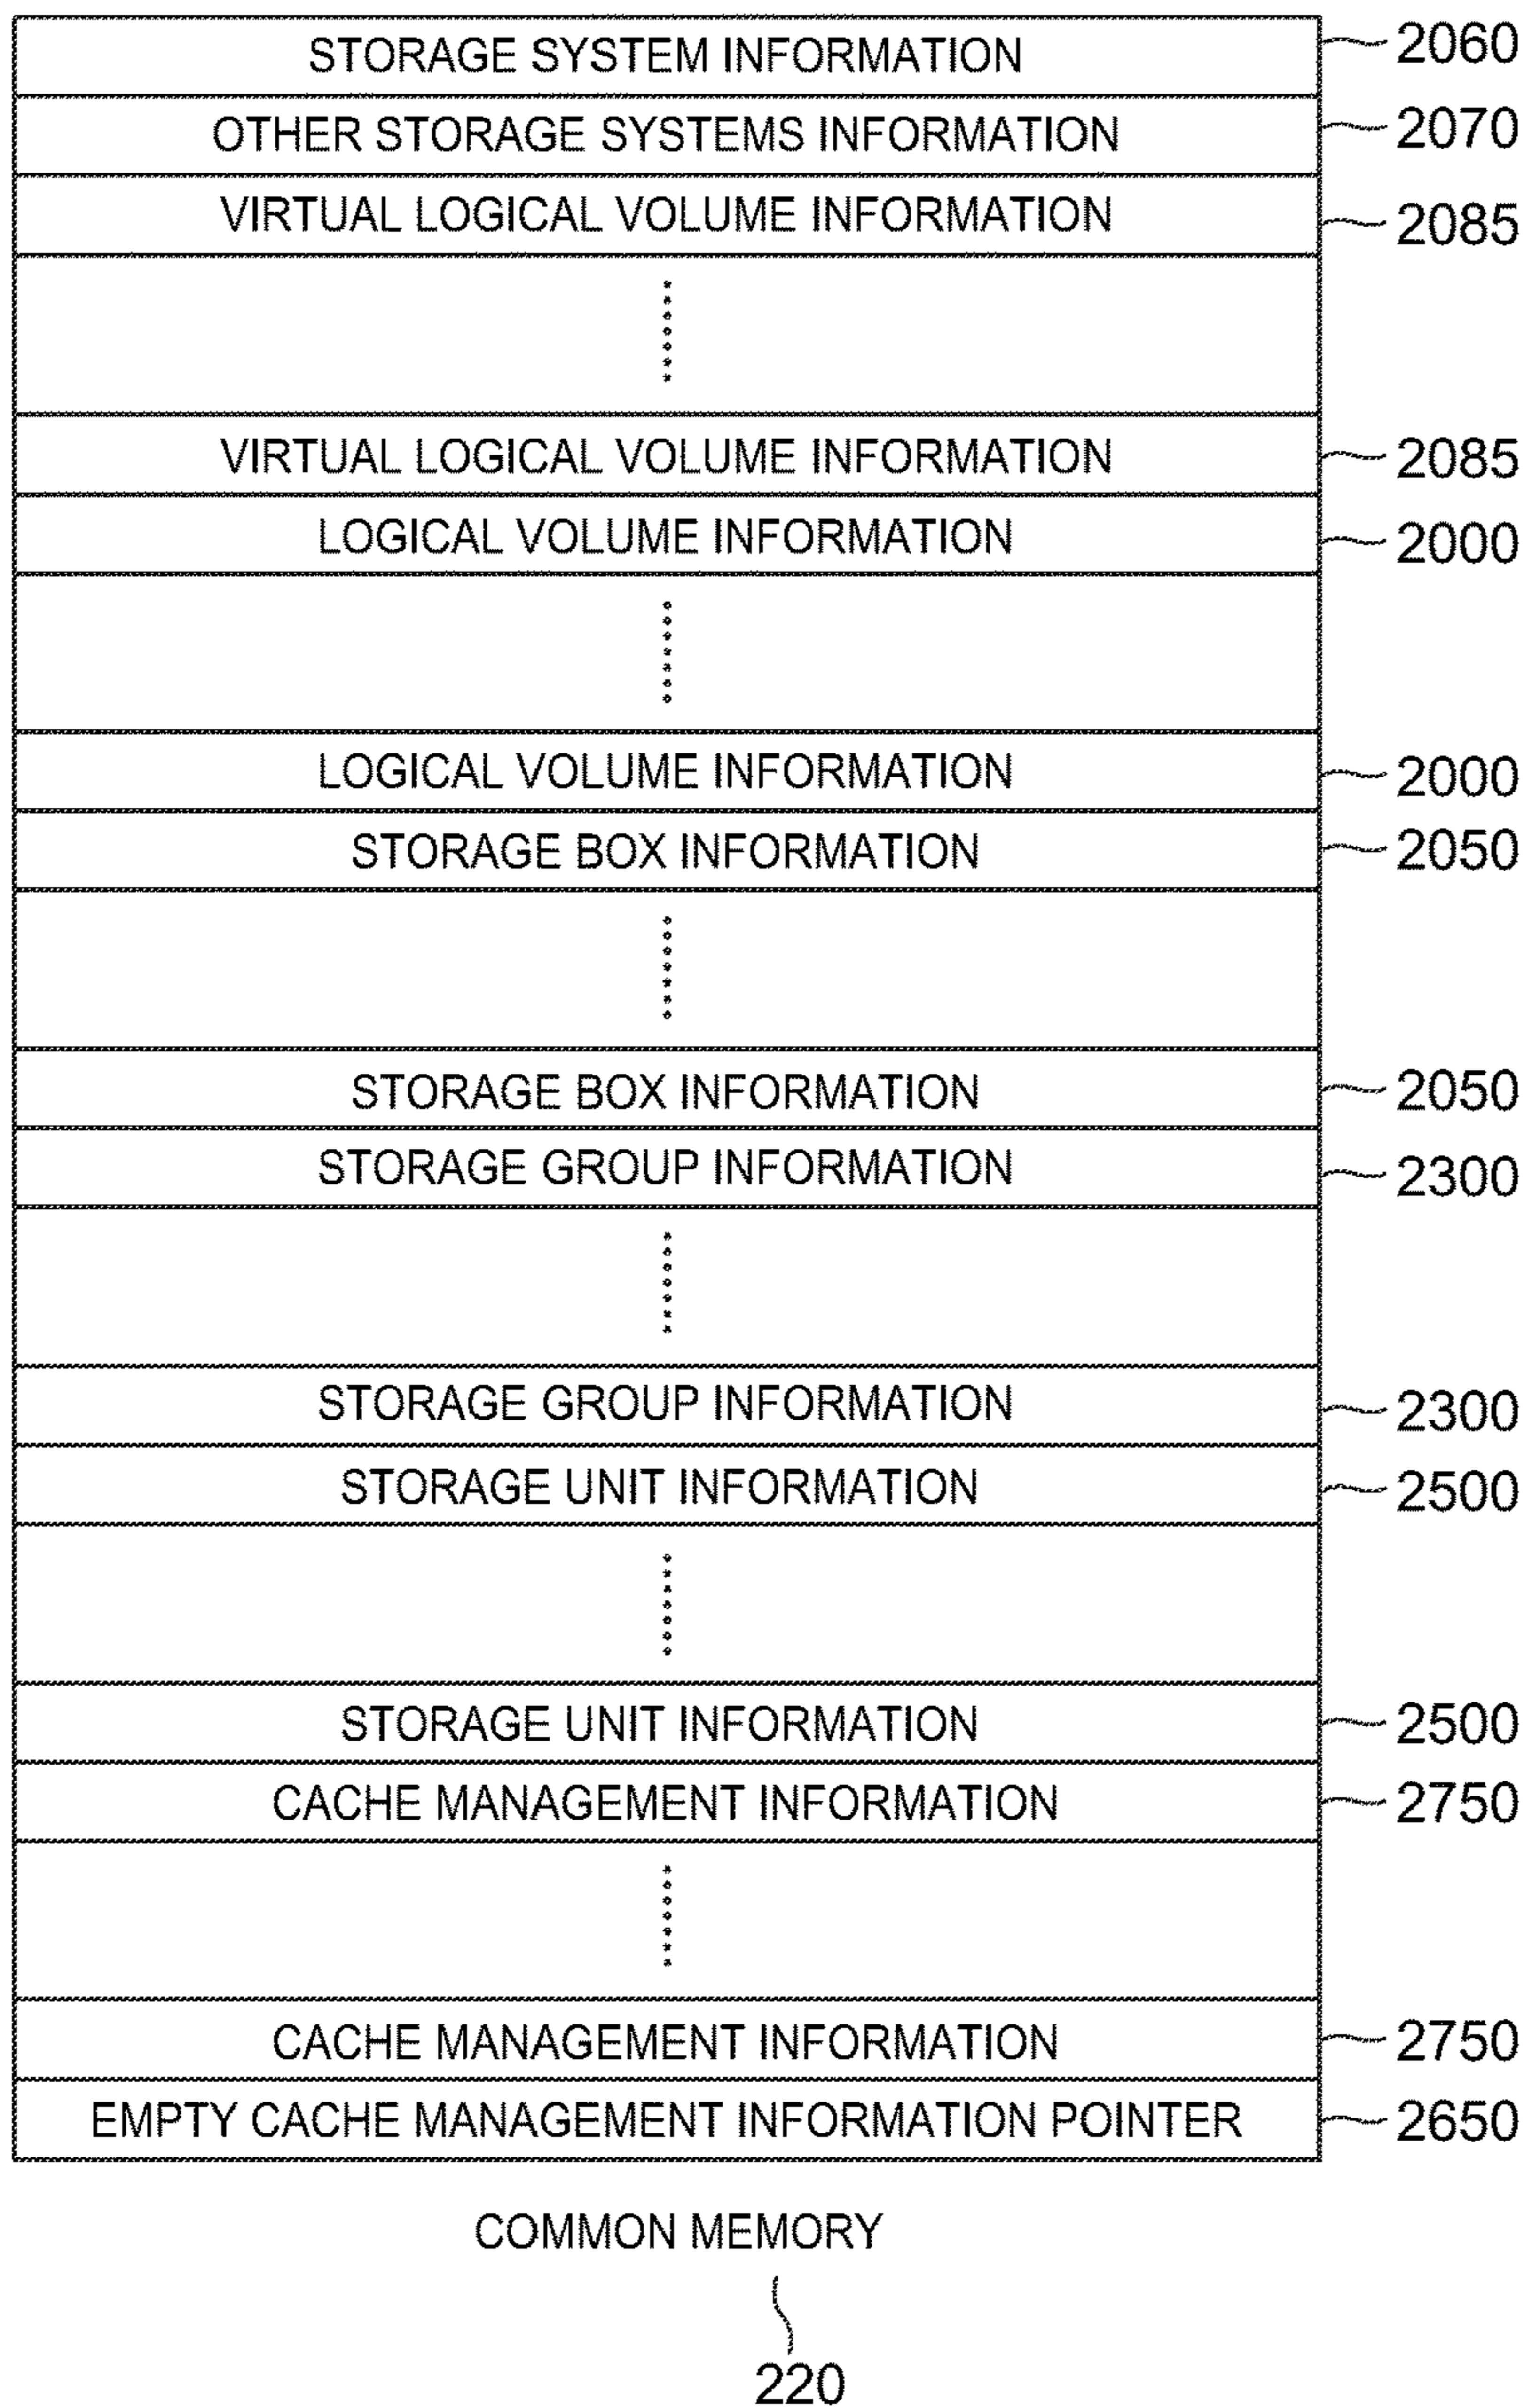 STORAGE SYSTEM INFORMATION 2060
OTHER STORAGE SYSTEMS INFORMATION 2070
VIRTUAL LOGICAL VOLUME INFORMATION 2085
VIRTUAL LOGICAL VOLUME INFORMATION 2085
LOGICAL VOLUME INFORMATION 2000
LOGICAL VOLUME INFORMATION 2000
STORAGE BOX INFORMATION 2050
STORAGE BOX INFORMATION 2050
STORAGE GROUP INFORMATION 2300
STORAGE GROUP INFORMATION 2300
STORAGE UNIT INFORMATION 2500
STORAGE UNIT INFORMATION 2500
CACHE MANAGEMENT INFORMATION 2750
CACHE MANAGEMENT INFORMATION 2750
EMPTY CACHE MANAGEMENT INFORMATION POINTER 2650
COMMON MEMORY
220